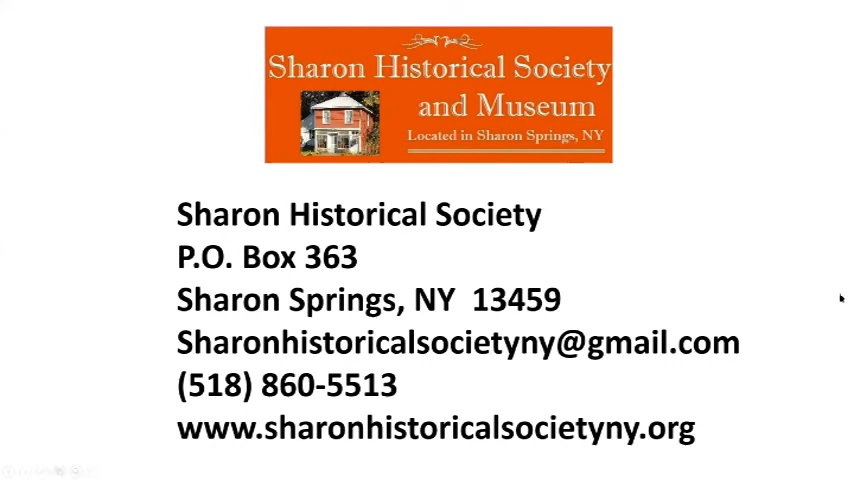 Sharon Historical Society
and Museum
Located in Sharon Springs, NY
Sharon Historical Society
P.O. Box 363
Sharon Springs, NY  13459
Sharonhistoricalsocietyny@gmail.com
(518) 860-5513
www.sharonhistoricalsocietyny.org